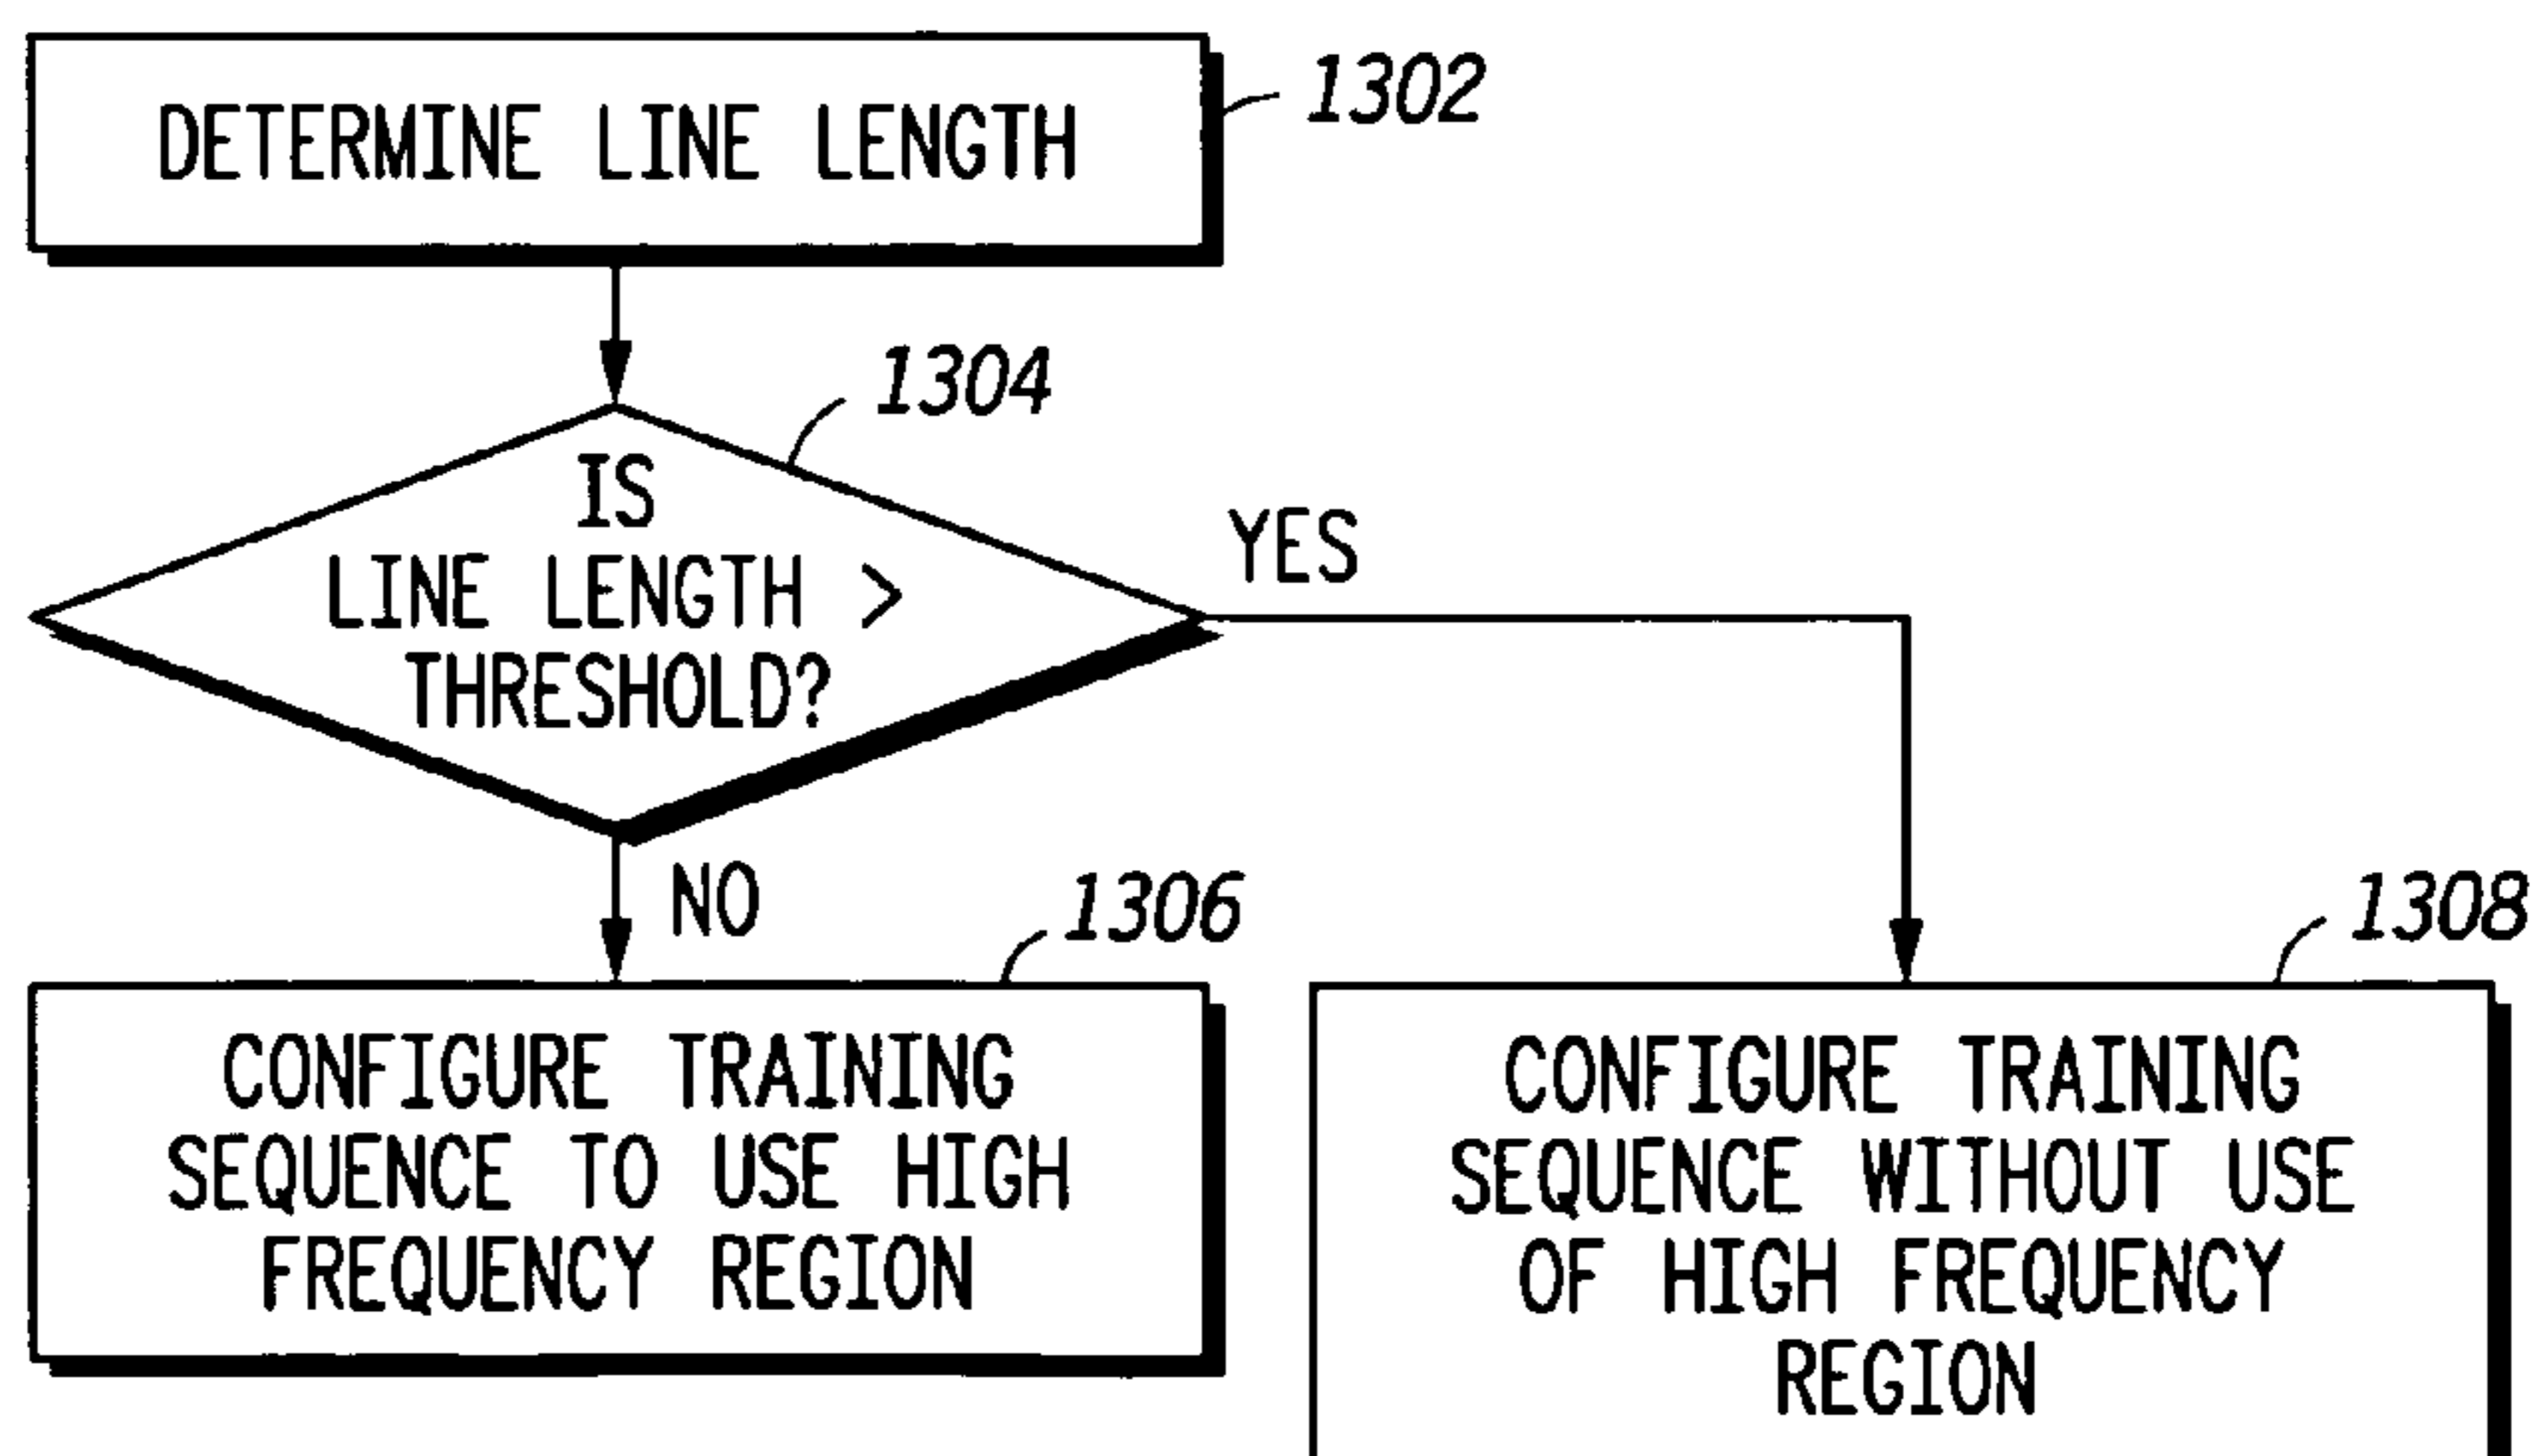 DETERMINE LINE LENGTH
1302
1304
IS
LINE LENGTH >
THRESHOLD?
YES
NO
1306
CONFIGURE TRAINING
SEQUENCE TO USE HIGH
FREQUENCY REGION
1308
CONFIGURE TRAINING
SEQUENCE WITHOUT USE
OF HIGH FREQUENCY
REGION